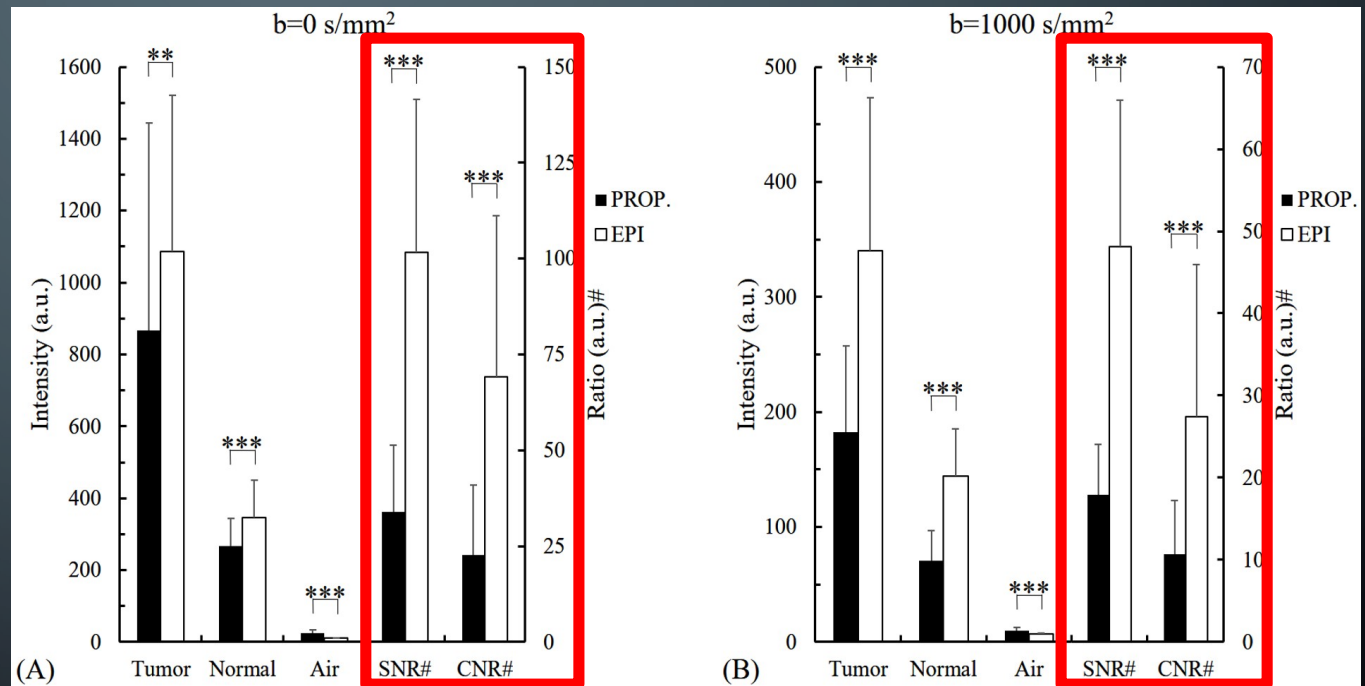 b=0 s/mm²
1600
1400
1200
1000
800
600
400
200
0
Intensity (a.u.)
**
***
***
***
***
150
125
100
75
50
25
0
Ratio (a.u.)#
PROP.
EPI
(A)
Tumor Normal Air SNR# CNR#
b=1000 s/mm²
500
400
300
200
100
0
Intensity (a.u.)
***
***
***
***
***
70
60
50
40
30
20
10
0
Ratio (a.u.)#
PROP.
EPI
(B)
Tumor Normal Air SNR# CNR#